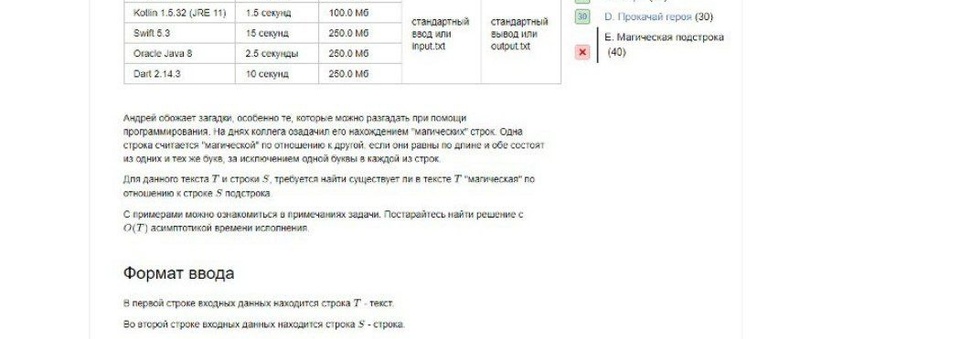 Kotlin 1.5.32 (JRE 11) 1.5 секунд 100.0 Мб
Swift 5.3 15 секунд 250.0 Мб
Oracle Java 8 2.5 секунды 250.0 Мб
Dart 2.14.3 10 секунд 250.0 Мб
стандартный
ввод или
input.txt
стандартный
вывод или
output.txt
30 D. Прокачай героя (30)
E. Магическая подстрока
(40)
Андрей обожает загадки, особенно те, которые можно разгадать при помощи
программирования. На днях коллега озадачил его нахождением "магических" строк. Одна
строка считается "магической" по отношению к другой, если они равны по длине и обе состоят
из одних и тех же букв, за исключением одной буквы в каждой из строк.
Для данного текста T и строки S, требуется найти существует ли в тексте T "магическая" по
отношению к строке S подстрока.
С примерами можно ознакомиться в примечаниях задачи. Постарайтесь найти решение с
O(T) асимптотикой времени исполнения.
Формат ввода
В первой строке входных данных находится строка T - текст.
Во второй строке входных данных находится строка S - строка.